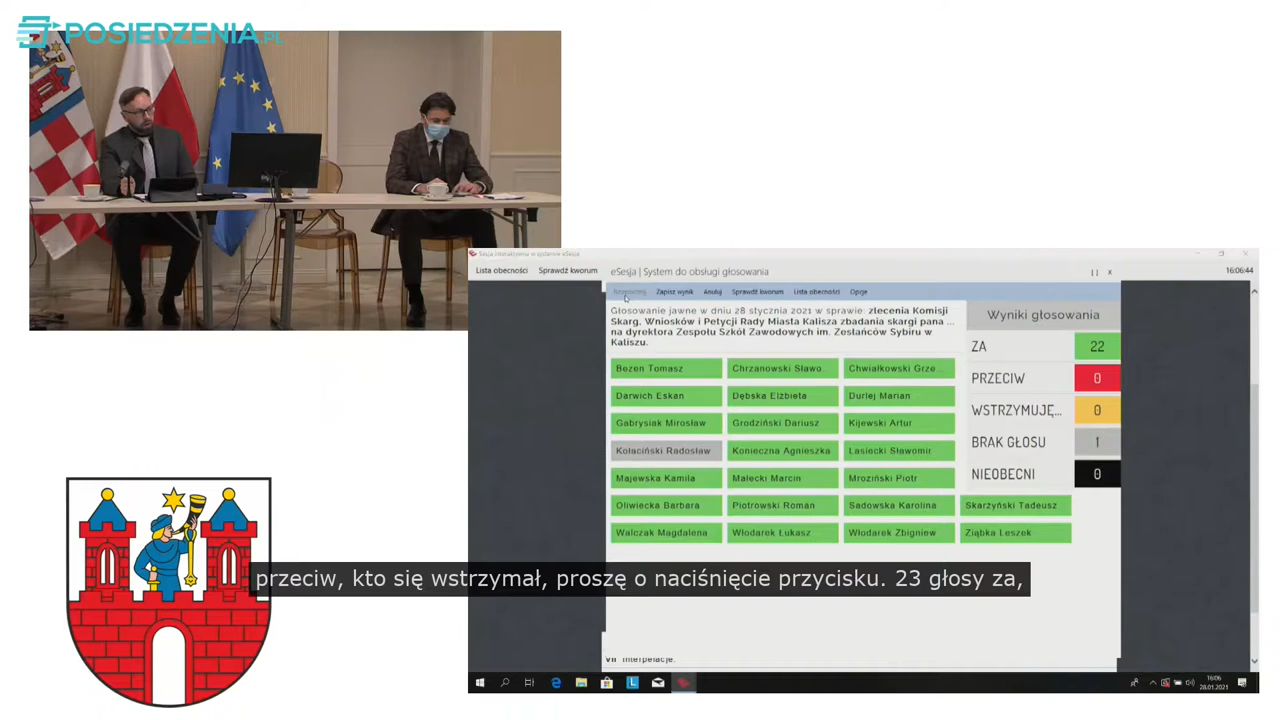 POSIEDZENIA.PL
Sesja interaktywna w systemie eSesja
Lista obecności Sprawdź kworum
eSesja | System do obsługi głosowania
16:06:44
Zapisz wynik Anuluj Sprawdź kworum Lista obecności Opcje
Głosowanie jawne w dniu 28 stycznia 2021 w sprawie: zlecenia Komisji
Skarg, Wniosków i Petycji Rady Miasta Kalisza zbadania skargi pana ...
na dyrektora Zespołu Szkół Zawodowych im. Zesłańców Sybiru w
Kaliszu.
Wyniki głosowania
ZA 22
PRZECIW 0
WSTRZYMUJĘ... 0
BRAK GŁOSU 1
NIEOBECNI 0
Bezen Tomasz Chrzanowski Sławo... Chwiałkowski Grze...
Darwich Eskan Dębska Elżbieta Durlej Marian
Gabrysiak Mirosław Grodziński Dariusz Kijewski Artur
Kołaciński Radosław Konieczna Agnieszka Lasiecki Sławomir
Majewska Kamila Małecki Marcin Mroziński Piotr
Oliwiecka Barbara Piotrowski Roman Sadowska Karolina Skarżyński Tadeusz
Walczak Magdalena Włodarek Łukasz Włodarek Zbigniew Ziąbka Leszek
przeciw, kto się wstrzymał, proszę o naciśnięcie przycisku. 23 głosy za,
VII Interpelacje.
16:06
28.01.2021